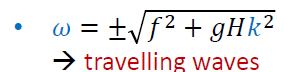 • ω = ±√(f² + gHk²)
→ travelling waves